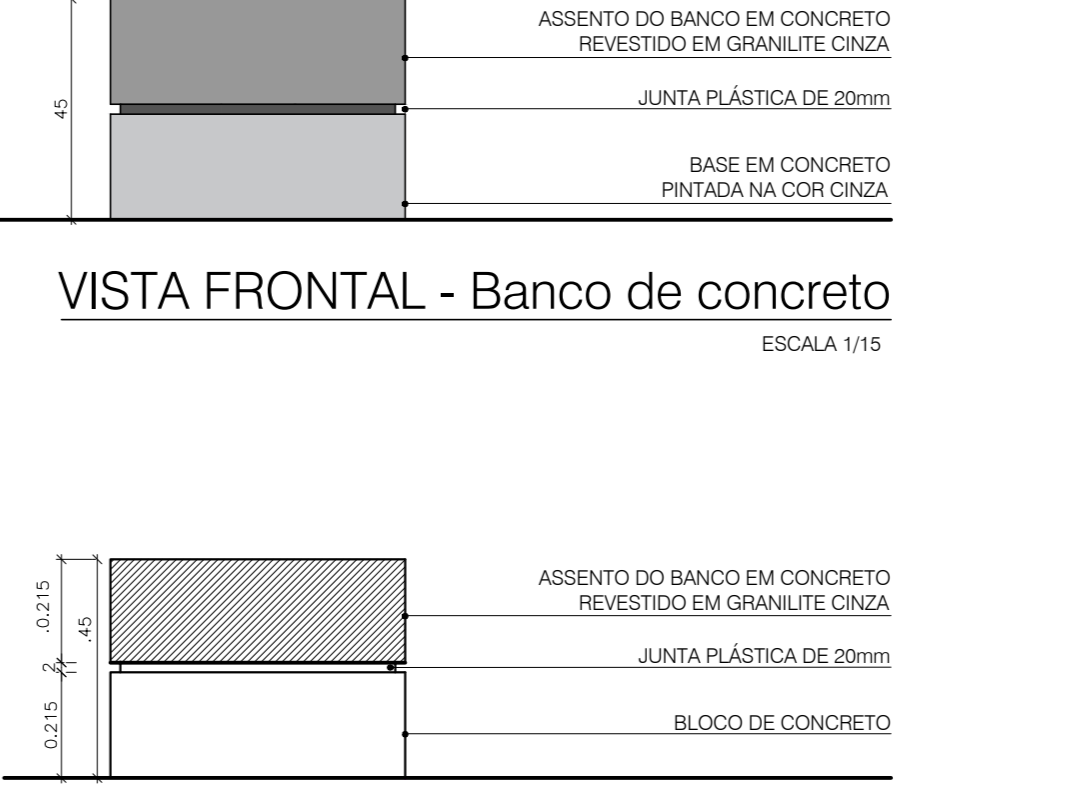 ASSENTO DO BANCO EM CONCRETO
REVESTIDO EM GRANILITE CINZA
45
JUNTA PLÁSTICA DE 20mm
BASE EM CONCRETO
PINTADA NA COR CINZA
VISTA FRONTAL - Banco de concreto
ESCALA 1/15
.0.215
.45
2
0.215
ASSENTO DO BANCO EM CONCRETO
REVESTIDO EM GRANILITE CINZA
JUNTA PLÁSTICA DE 20mm
BLOCO DE CONCRETO